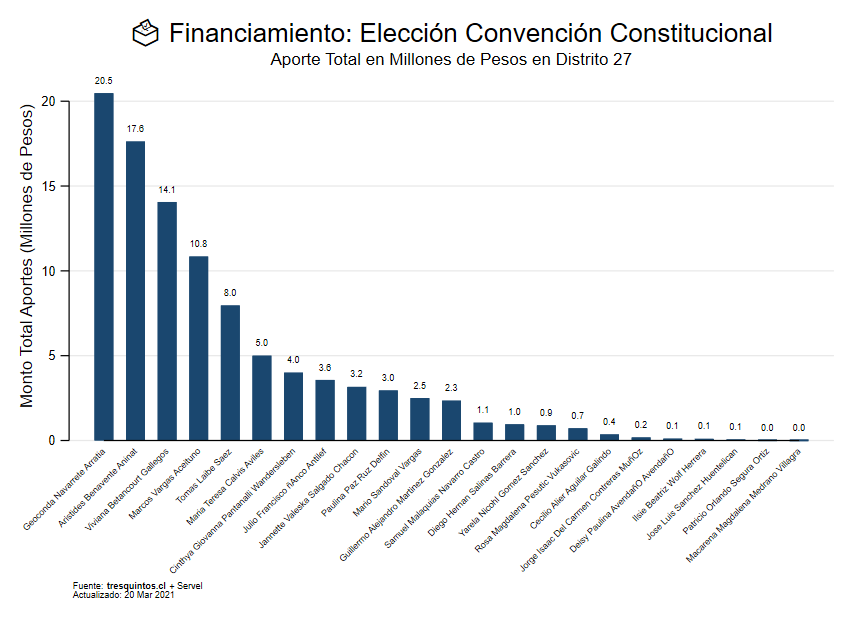 Financiamiento: Elección Convención Constitucional
Aporte Total en Millones de Pesos en Distrito 27
Monto Total Aportes (Millones de Pesos)
20
15
10
5
0
20.5
17.6
14.1
10.8
8.0
5.0
4.0
3.6
3.2
3.0
2.5
2.3
1.1
1.0
0.9
0.7
0.4
0.2
0.1
0.1
0.1
0.0
0.0
Geoconda Navarrete Arratia
Aristides Benavente Aninat
Viviana Betancourt Gallegos
Marcos Vargas Aceituno
Tomas Laibe Saez
Maria Teresa Calvis Aviles
Cinthya Giovanna Pantanalli Wandersleben
Julio Francisco ñAnco Antilef
Jannette Valeska Salgado Chacon
Paulina Paz Ruz Delfin
Mario Sandoval Vargas
Guillermo Alejandro Martinez Gonzalez
Samuel Malaquias Navarro Castro
Diego Hernan Salinas Barrera
Yarela Nicohl Gomez Sanchez
Rosa Magdalena Pesutic Vukasovic
Cecilio Alier Aguilar Galindo
Jorge Isaac Del Carmen Contreras MuñOz
Deisy Paulina AvendañO AvendañO
Ilsie Beatriz Wolf Herrera
Jose Luis Sanchez Huentelican
Patricio Orlando Segura Ortiz
Macarena Magdalena Medrano Villagra
Fuente: tresquintos.cl + Servel
Actualizado: 20 Mar 2021